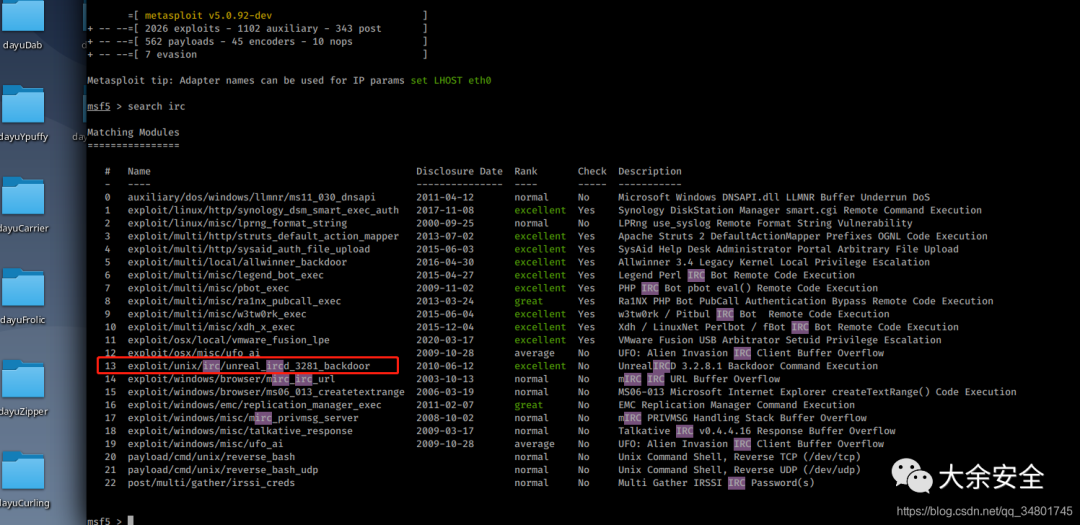 =[ metasploit v5.0.92-dev ]
+ -- --=[ 2026 exploits - 1102 auxiliary - 343 post ]
+ -- --=[ 562 payloads - 45 encoders - 10 nops ]
+ -- --=[ 7 evasion ]
Metasploit tip: Adapter names can be used for IP params set LHOST eth0
msf5 > search irc
Matching Modules
================
# Name Disclosure Date Rank Check Description
- ---- --------------- ---- ----- -----------
0 auxiliary/dos/windows/llmnr/ms11_030_dnsapi 2011-04-12 normal No Microsoft Windows DNSAPI.dll LLMNR Buffer Underrun DoS
1 exploit/linux/http/synology_dsm_smart_exec_auth 2017-11-08 excellent Yes Synology DiskStation Manager smart.cgi Remote Command Execution
2 exploit/linux/misc/lprng_format_string 2000-09-25 normal No LPRng use_syslog Remote Format String Vulnerability
3 exploit/multi/http/struts_default_action_mapper 2013-07-02 excellent Yes Apache Struts 2 DefaultActionMapper Prefixes OGNL Code Execution
4 exploit/multi/http/sysaid_auth_file_upload 2015-06-03 excellent Yes SysAid Help Desk Administrator Portal Arbitrary File Upload
5 exploit/multi/local/allwinner_backdoor 2016-04-30 excellent Yes Allwinner 3.4 Legacy Kernel Local Privilege Escalation
6 exploit/multi/misc/legend_bot_exec 2015-04-27 excellent Yes Legend Perl IRC Bot Remote Code Execution
7 exploit/multi/misc/pbot_exec 2009-11-02 excellent Yes PHP IRC Bot pbot eval() Remote Code Execution
8 exploit/multi/misc/ra1nx_pubcall_exec 2013-03-24 great Yes Ra1NX PHP Bot PubCall Authentication Bypass Remote Code Execution
9 exploit/multi/misc/w3tw0rk_exec 2015-06-04 excellent Yes w3tw0rk / Pitbul IRC Bot Remote Code Execution
10 exploit/multi/misc/xdh_x_exec 2015-12-04 excellent Yes Xdh / LinuxNet Perlbot / fBot IRC Bot Remote Code Execution
11 exploit/osx/local/vmware_fusion_lpe 2020-03-17 excellent Yes VMware Fusion USB Arbitrator Setuid Privilege Escalation
12 exploit/osx/misc/ufo_ai 2009-10-28 average No UFO: Alien Invasion IRC Client Buffer Overflow
13 exploit/unix/irc/unreal_ircd_3281_backdoor 2010-06-12 excellent No UnrealIRCD 3.2.8.1 Backdoor Command Execution
14 exploit/windows/browser/mirc_irc_url 2003-10-13 normal No mIRC IRC URL Buffer Overflow
15 exploit/windows/browser/ms06_013_createtextrange 2006-03-19 normal No MS06-013 Microsoft Internet Explorer createTextRange() Code Execution
16 exploit/windows/emc/replication_manager_exec 2011-02-07 great No EMC Replication Manager Command Execution
17 exploit/windows/misc/mirc_privmsg_server 2008-10-02 normal No mIRC PRIVMSG Handling Stack Buffer Overflow
18 exploit/windows/misc/talkative_response 2009-03-17 normal No Talkative IRC v0.4.4.16 Response Buffer Overflow
19 exploit/windows/misc/ufo_ai 2009-10-28 average No UFO: Alien Invasion IRC Client Buffer Overflow
20 payload/cmd/unix/reverse_bash normal No Unix Command Shell, Reverse TCP (/dev/tcp)
21 payload/cmd/unix/reverse_bash_udp normal No Unix Command Shell, Reverse UDP (/dev/udp)
22 post/multi/gather/irssi_creds normal No Multi Gather IRSSI IRC Password(s)
msf5 >
dayuDab
dayuYpuffy
dayuCarrier
dayuFrolic
dayuZipper
dayuCurling
大余安全
https://blog.csdn.net/qq_34801745